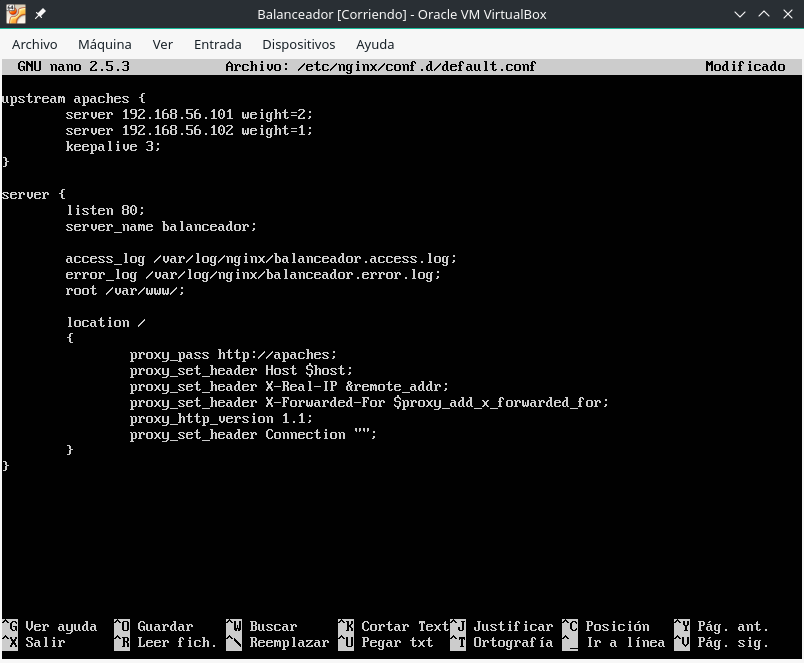 Balanceador [Corriendo] - Oracle VM VirtualBox
Archivo Máquina Ver Entrada Dispositivos Ayuda
GNU nano 2.5.3 Archivo: /etc/nginx/conf.d/default.conf Modificado
upstream apaches {
        server 192.168.56.101 weight=2;
        server 192.168.56.102 weight=1;
        keepalive 3;
}
server {
        listen 80;
        server_name balanceador;
        access_log /var/log/nginx/balanceador.access.log;
        error_log /var/log/nginx/balanceador.error.log;
        root /var/www/;
        location /
        {
                proxy_pass http://apaches;
                proxy_set_header Host $host;
                proxy_set_header X-Real-IP &remote_addr;
                proxy_set_header X-Forwarded-For $proxy_add_x_forwarded_for;
                proxy_http_version 1.1;
                proxy_set_header Connection "";
        }
}
^G Ver ayuda ^O Guardar ^W Buscar ^K Cortar Text ^J Justificar ^C Posición ^Y Pág. ant.
^X Salir ^R Leer fich. ^\ Reemplazar ^U Pegar txt ^T Ortografía ^_ Ir a línea ^V Pág. sig.